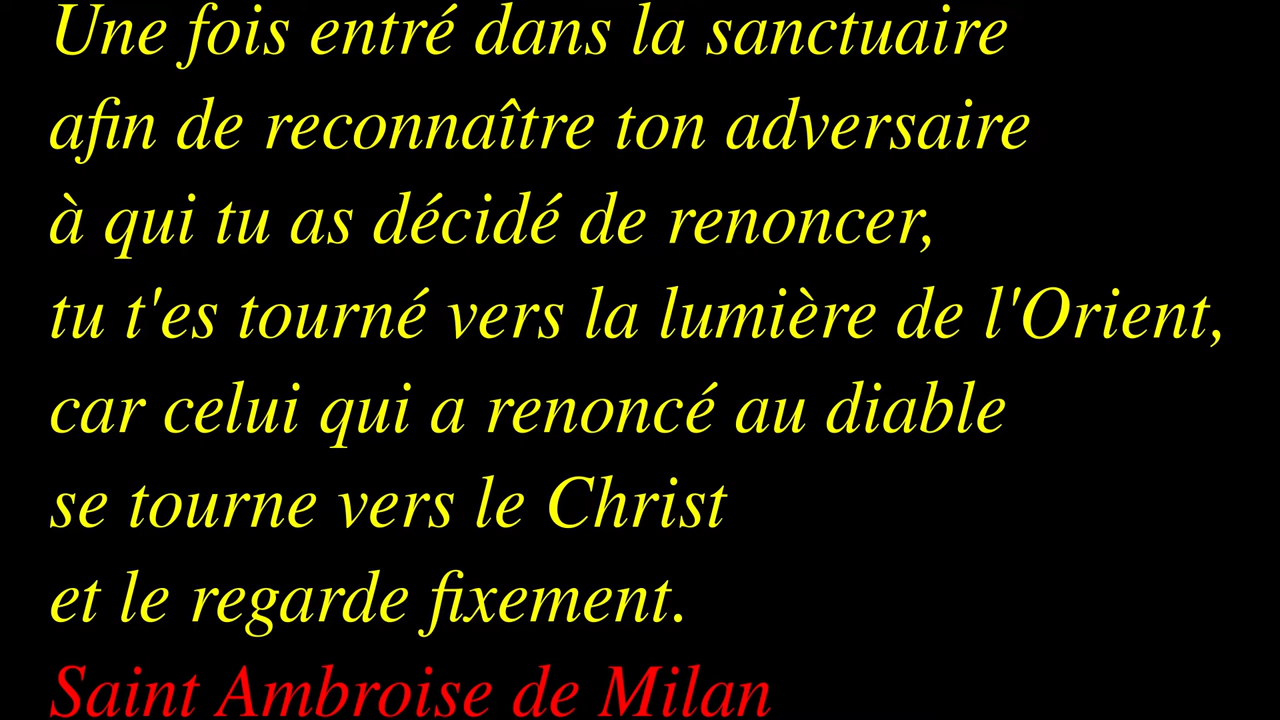 Une fois entré dans la sanctuaire
afin de reconnaître ton adversaire
à qui tu as décidé de renoncer,
tu t'es tourné vers la lumière de l'Orient,
car celui qui a renoncé au diable
se tourne vers le Christ
et le regarde fixement.
Saint Ambroise de Milan